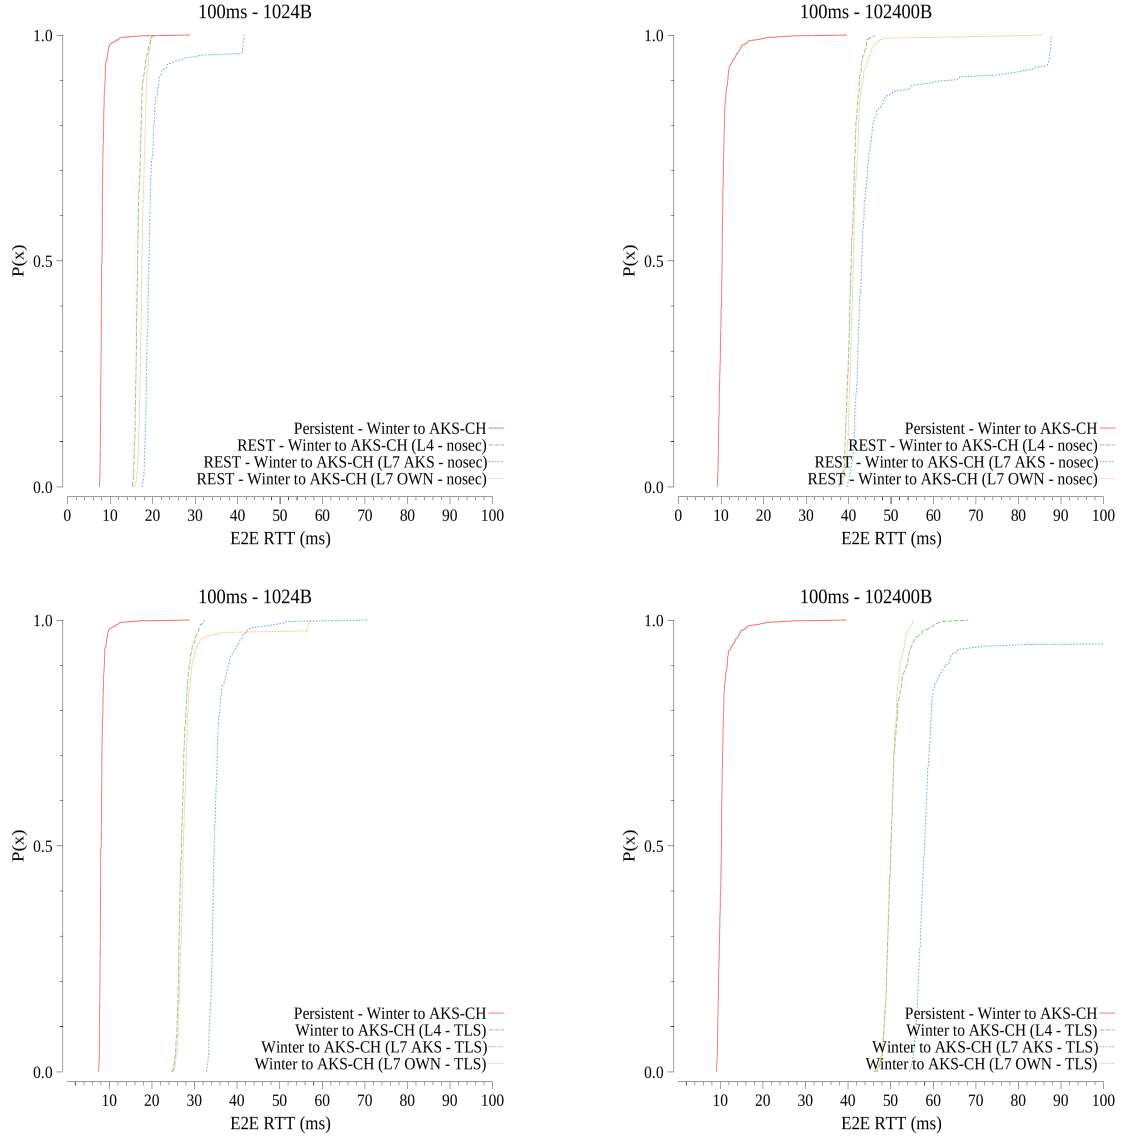 100ms - 1024B
P(x)
1.0
0.5
0.0
Persistent - Winter to AKS-CH
REST - Winter to AKS-CH (L4 - nosec)
REST - Winter to AKS-CH (L7 AKS - nosec)
REST - Winter to AKS-CH (L7 OWN - nosec)
0 10 20 30 40 50 60 70 80 90 100
E2E RTT (ms)
100ms - 102400B
P(x)
1.0
0.5
0.0
Persistent - Winter to AKS-CH
REST - Winter to AKS-CH (L4 - nosec)
REST - Winter to AKS-CH (L7 AKS - nosec)
REST - Winter to AKS-CH (L7 OWN - nosec)
0 10 20 30 40 50 60 70 80 90 100
E2E RTT (ms)
100ms - 1024B
P(x)
1.0
0.5
0.0
Persistent - Winter to AKS-CH
Winter to AKS-CH (L4 - TLS)
Winter to AKS-CH (L7 AKS - TLS)
Winter to AKS-CH (L7 OWN - TLS)
10 20 30 40 50 60 70 80 90 100
E2E RTT (ms)
100ms - 102400B
P(x)
1.0
0.5
0.0
Persistent - Winter to AKS-CH
Winter to AKS-CH (L4 - TLS)
Winter to AKS-CH (L7 AKS - TLS)
Winter to AKS-CH (L7 OWN - TLS)
10 20 30 40 50 60 70 80 90 100
E2E RTT (ms)